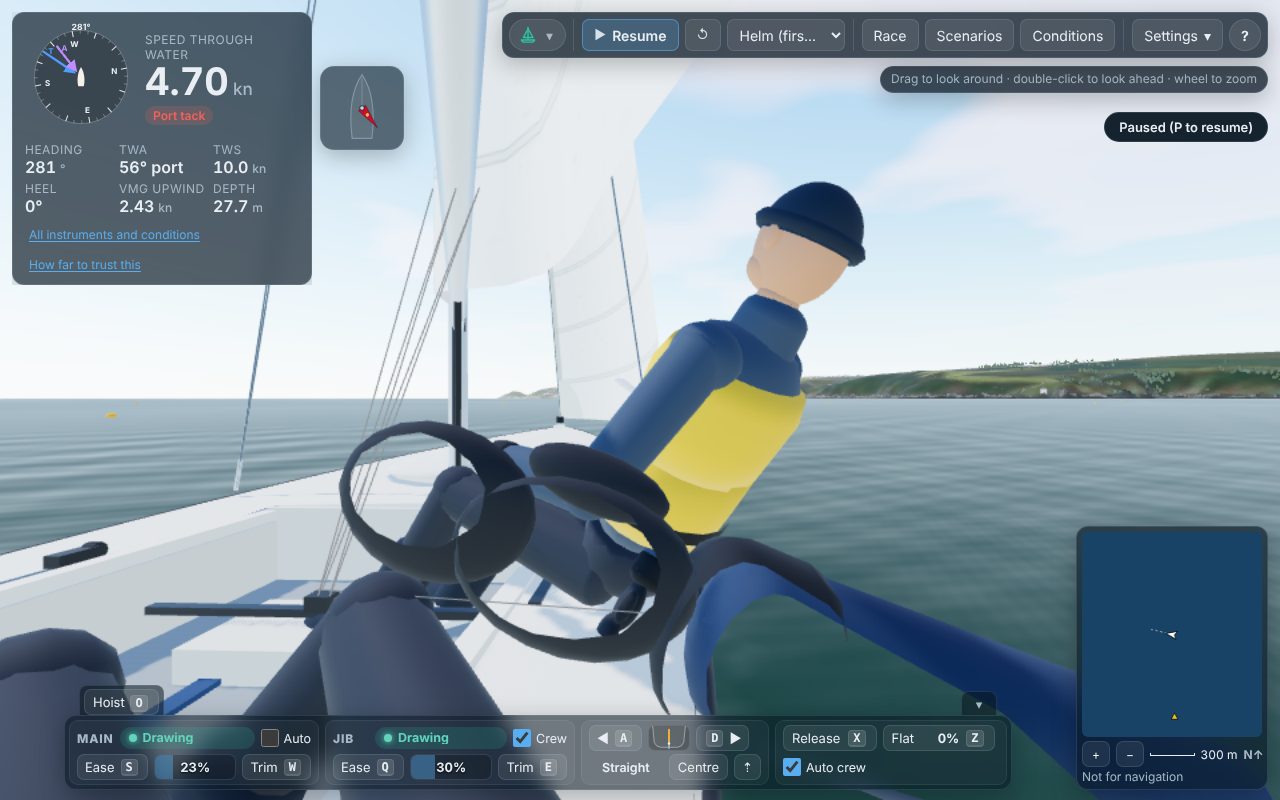 281°
W
T
A
N
S
E
SPEED THROUGH
WATER
4.70 kn
Port tack
HEADING
TWA
TWS
281 °
56° port
10.0 kn
HEEL
VMG UPWIND
DEPTH
0°
2.43 kn
27.7 m
All instruments and conditions
How far to trust this
▼
▶ Resume
Helm (firs...
Race
Scenarios
Conditions
Settings ▾
?
Drag to look around · double-click to look ahead · wheel to zoom
Paused (P to resume)
Hoist 0
MAIN
Drawing
Auto
Ease S
23%
Trim W
JIB
Drawing
Crew
Ease Q
30%
Trim E
◀ A
D ▶
Straight
Centre
↑
Release X
Flat 0% Z
Auto crew
▼
+
−
300 m N↑
Not for navigation